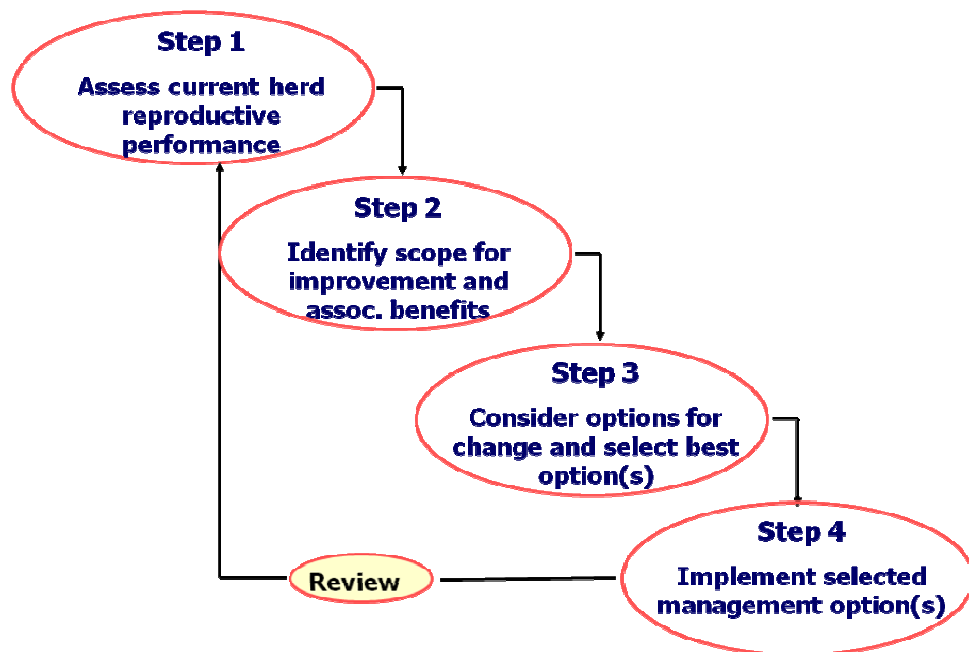 Step 1
Assess current herd
reproductive
performance
Step 2
Identify scope for
improvement and
assoc. benefits
Step 3
Consider options for
change and select best
option(s)
Step 4
Implement selected
management option(s)
Review